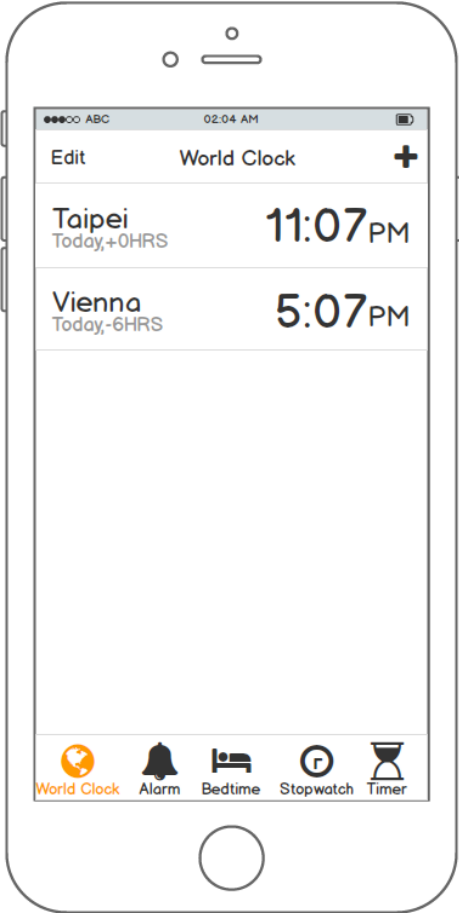 ABC 02:04 AM
Edit World Clock
Taipei 11:07PM
Today,+0HRS
Vienna 5:07PM
Today,-6HRS
World Clock Alarm Bedtime Stopwatch Timer